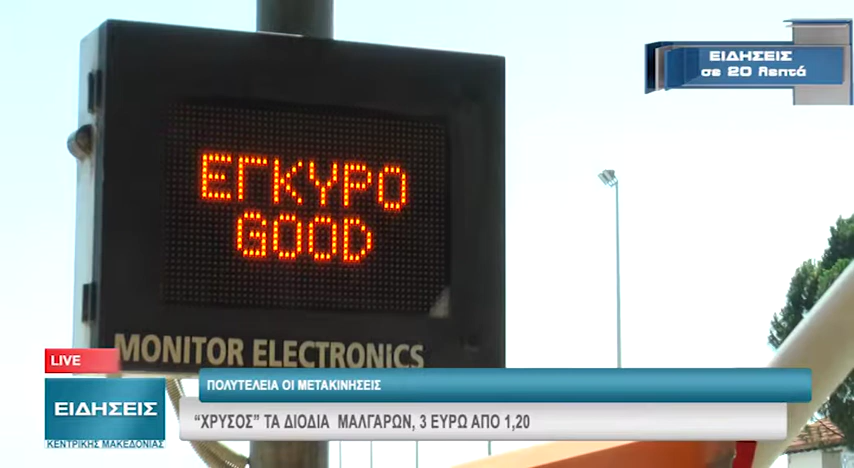 ΕΙΔΗΣΕΙΣ
σε 20 λεπτά
ΕΓΚΥΡΟ
GOOD
MONITOR ELECTRONICS
LIVE
ΠΟΛΥΤΕΛΕΙΑ ΟΙ ΜΕΤΑΚΙΝΗΣΕΙΣ
ΕΙΔΗΣΕΙΣ
ΚΕΝΤΡΙΚΗΣ ΜΑΚΕΔΟΝΙΑΣ
“ΧΡΥΣΟΣ” ΤΑ ΔΙΟΔΙΑ ΜΑΛΓΑΡΩΝ, 3 ΕΥΡΩ ΑΠΟ 1,20